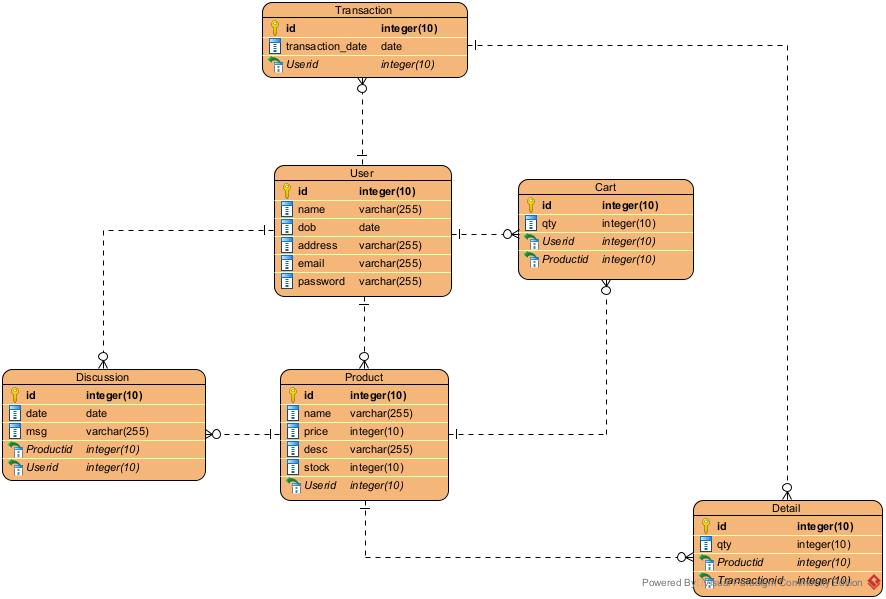 Transaction
id integer(10)
transaction_date date
Userid integer(10)
User
id integer(10)
name varchar(255)
dob date
address varchar(255)
email varchar(255)
password varchar(255)
Cart
id integer(10)
qty integer(10)
Userid integer(10)
Productid integer(10)
Discussion
id integer(10)
date date
msg varchar(255)
Productid integer(10)
Userid integer(10)
Product
id integer(10)
name varchar(255)
price integer(10)
desc varchar(255)
stock integer(10)
Userid integer(10)
Detail
id integer(10)
qty integer(10)
Productid integer(10)
Transactionid integer(10)
Powered By: Visual Paradigm Community Edition